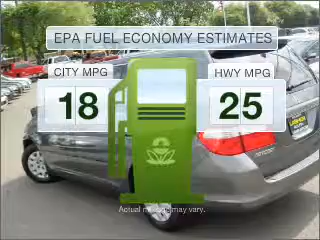 EPA FUEL ECONOMY ESTIMATES
CITY MPG
HWY MPG
18
25
Actual mileage may vary.